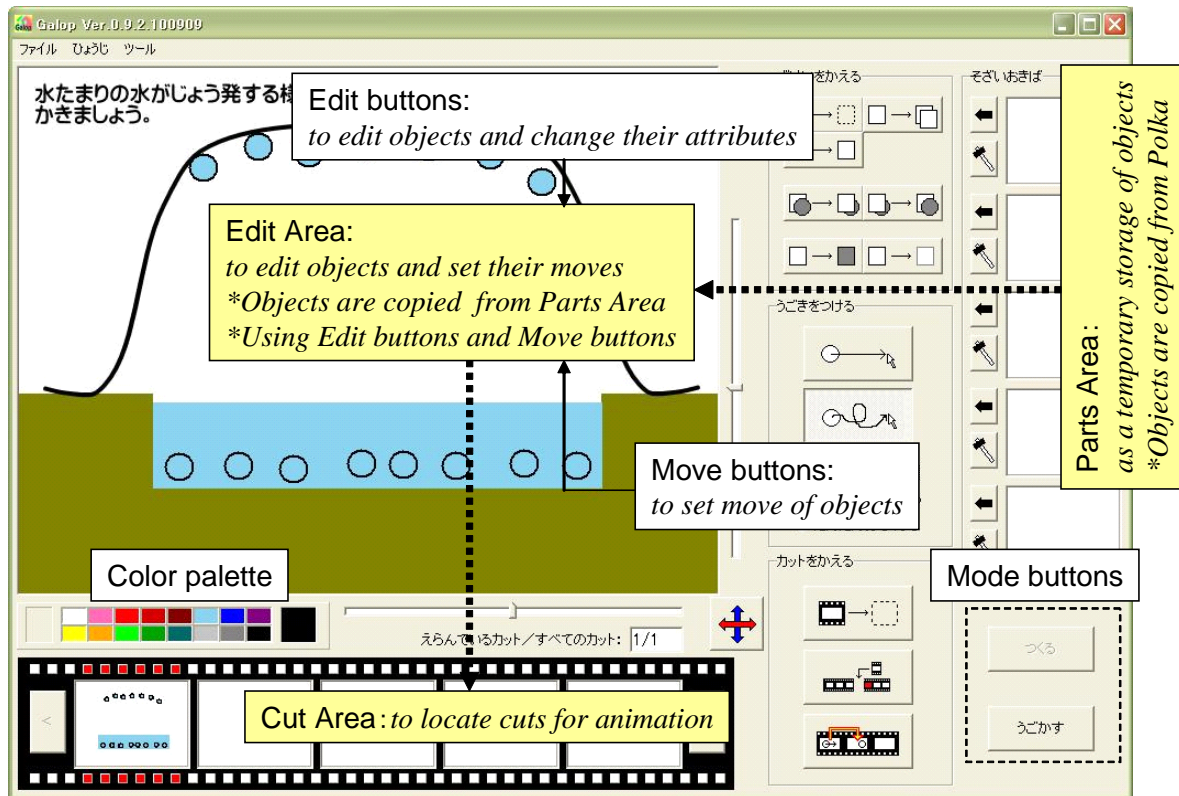 Galop Ver.0.9.2.100909
ファイル ひょうじ ツール
水たまりの水がじょう発する様
かきましょう。
Edit buttons:
to edit objects and change their attributes
をかえる
そざいおきば
Edit Area:
to edit objects and set their moves
*Objects are copied from Parts Area
*Using Edit buttons and Move buttons
Parts Area:
as a temporary storage of objects
*Objects are copied from Polka
うごきをつける
Move buttons:
to set move of objects
カットをかえる
Color palette
Mode buttons
えらんでいるカット／すべてのカット: 1/1
つくる
うごかす
<
Cut Area: to locate cuts for animation